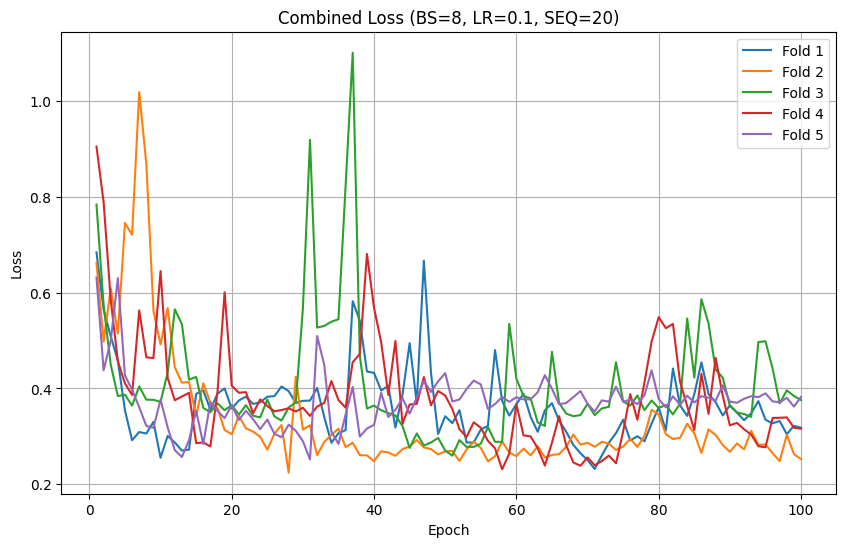 Combined Loss (BS=8, LR=0.1, SEQ=20)
Fold 1
Fold 2
Fold 3
Fold 4
Fold 5
Loss
1.0
0.8
0.6
0.4
0.2
0
20
40
60
80
100
Epoch